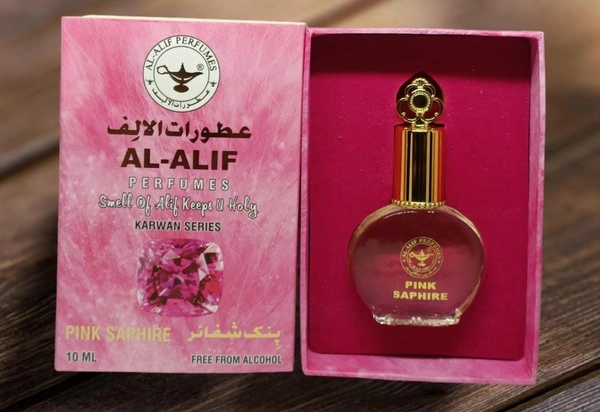 AL-ALIF PERFUMES
®
عطورات الالف
عطورات الالف
AL-ALIF
PERFUMES
Smell Of Alif Keeps U Holy
KARWAN SERIES
PINK SAPHIRE پنک شفائر
10 ML FREE FROM ALCOHOL
AL-ALIF PERFUMES
PINK
SAPHIRE